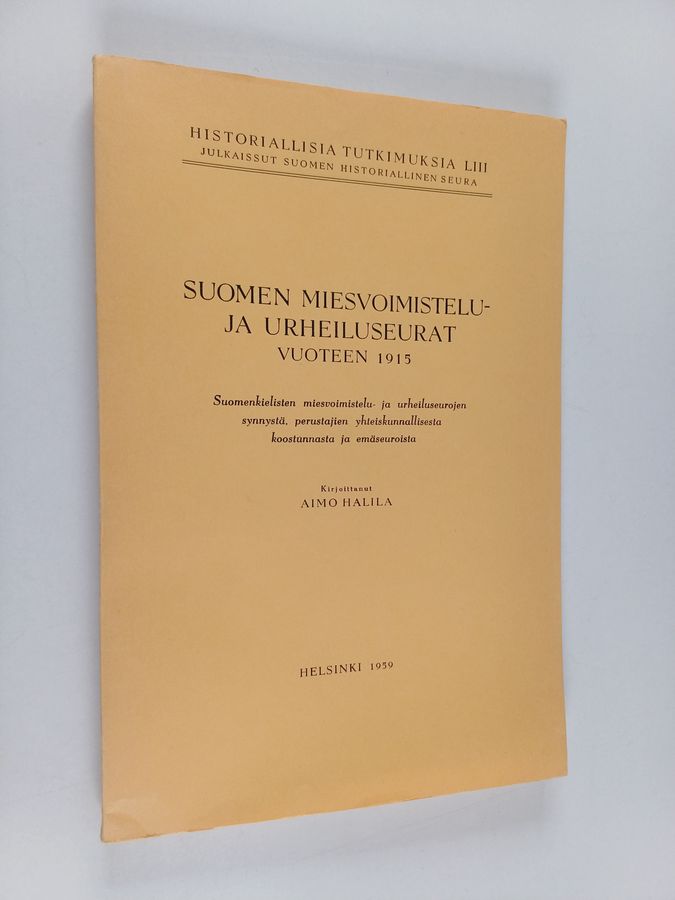 HISTORIALLISIA TUTKIMUKSIA LIII
JULKAISSUT SUOMEN HISTORIALLINEN SEURA
SUOMEN MIESVOIMISTELU-
JA URHEILUSEURAT
VUOTEEN 1915
Suomenkielisten miesvoimistelu- ja urheiluseurojen
synnystä, perustajien yhteiskunnallisesta
koostumnasta ja emäseuroista
Kirjoittanut
AIMO HALILA
HELSINKI 1959